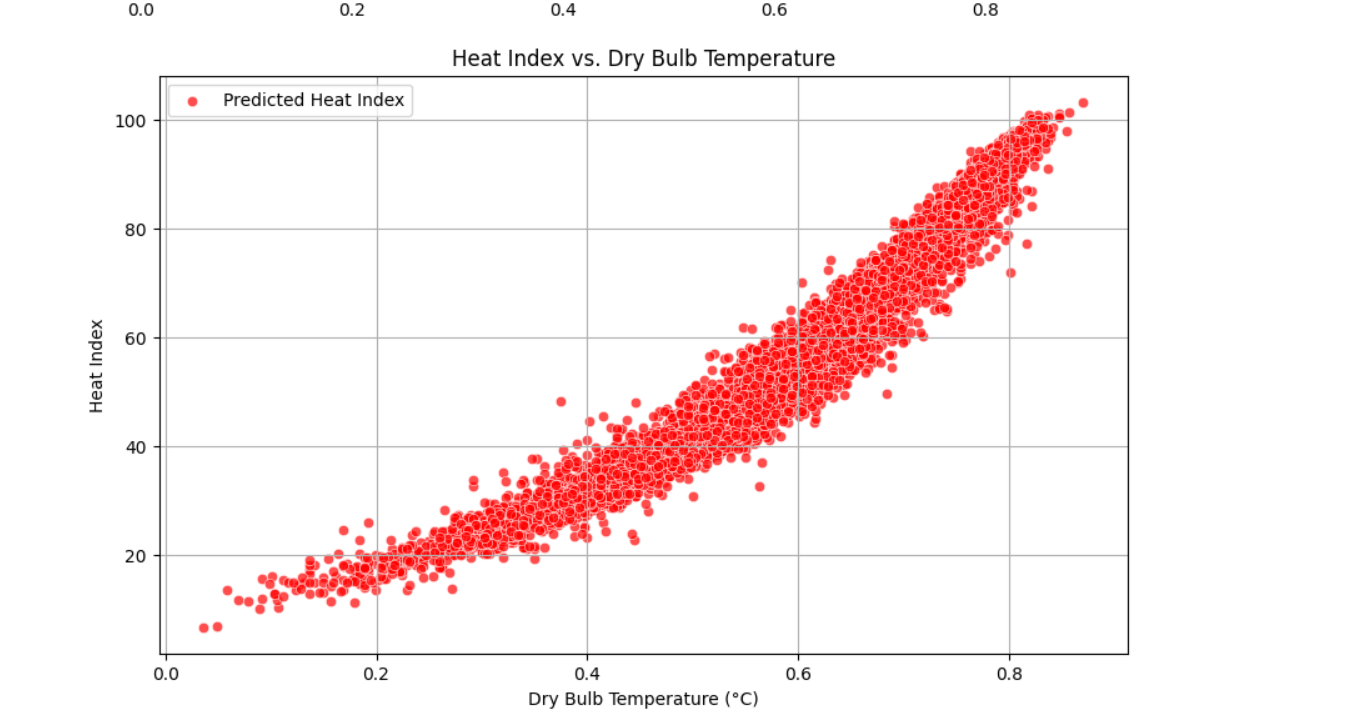 0.0 0.2 0.4 0.6 0.8
Heat Index vs. Dry Bulb Temperature
Predicted Heat Index
100
80
60
40
20
Heat Index
0.0 0.2 0.4 0.6 0.8
Dry Bulb Temperature (°C)